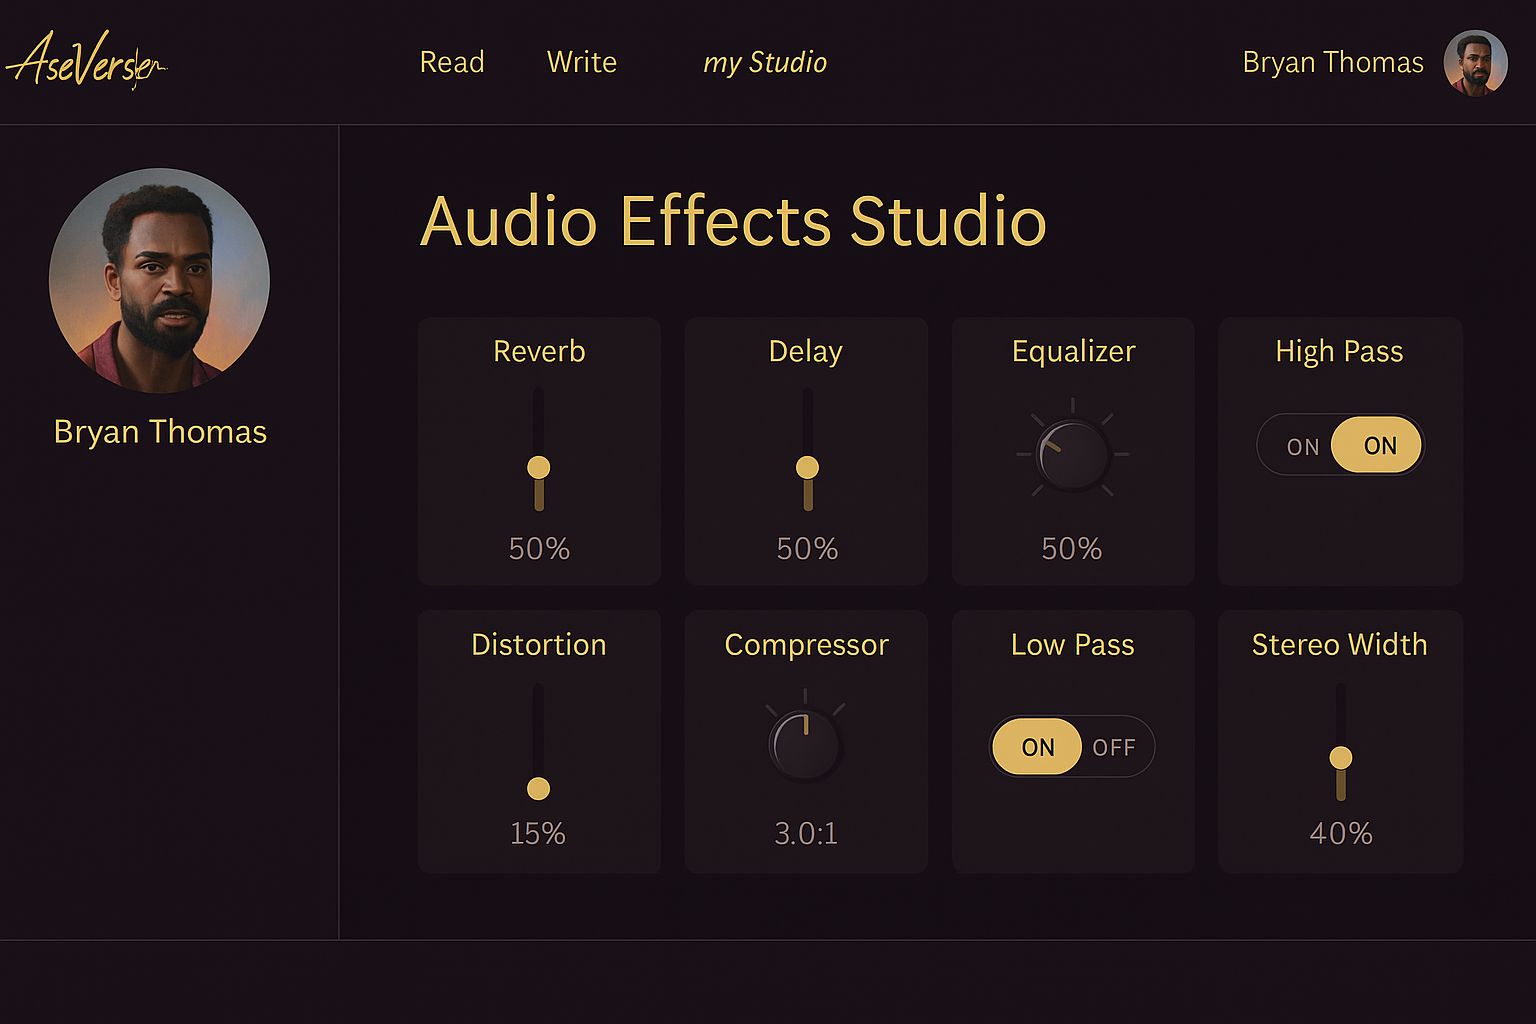 Read Write my Studio Bryan Thomas
Bryan Thomas
Audio Effects Studio
Reverb Delay Equalizer High Pass
ON ON
50% 50% 50%
Distortion Compressor Low Pass Stereo Width
ON OFF
15% 3.0:1 40%